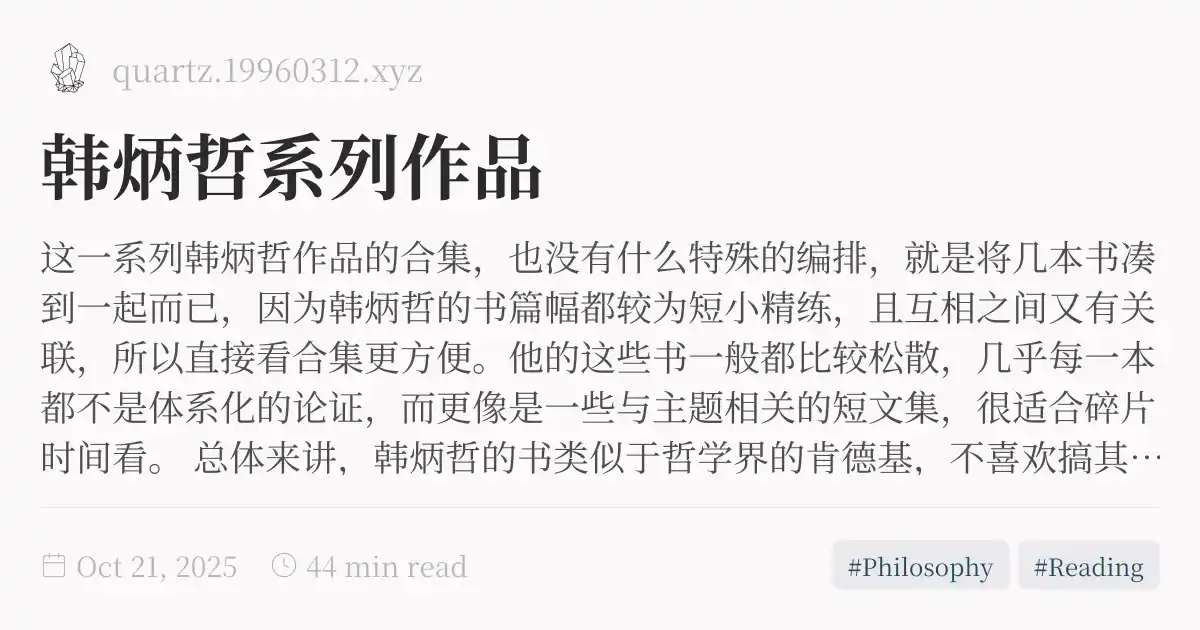 quartz.19960312.xyz
韩炳哲系列作品
这一系列韩炳哲作品的合集，也没有什么特殊的编排，就是将几本书凑
到一起而已，因为韩炳哲的书篇幅都较为短小精练，且互相之间又有关
联，所以直接看合集更方便。他的这些书一般都比较松散，几乎每一本
都不是体系化的论证，而更像是一些与主题相关的短文集，很适合碎片
时间看。 总体来讲，韩炳哲的书类似于哲学界的肯德基，不喜欢搞其…
Oct 21, 2025 44 min read #Philosophy #Reading